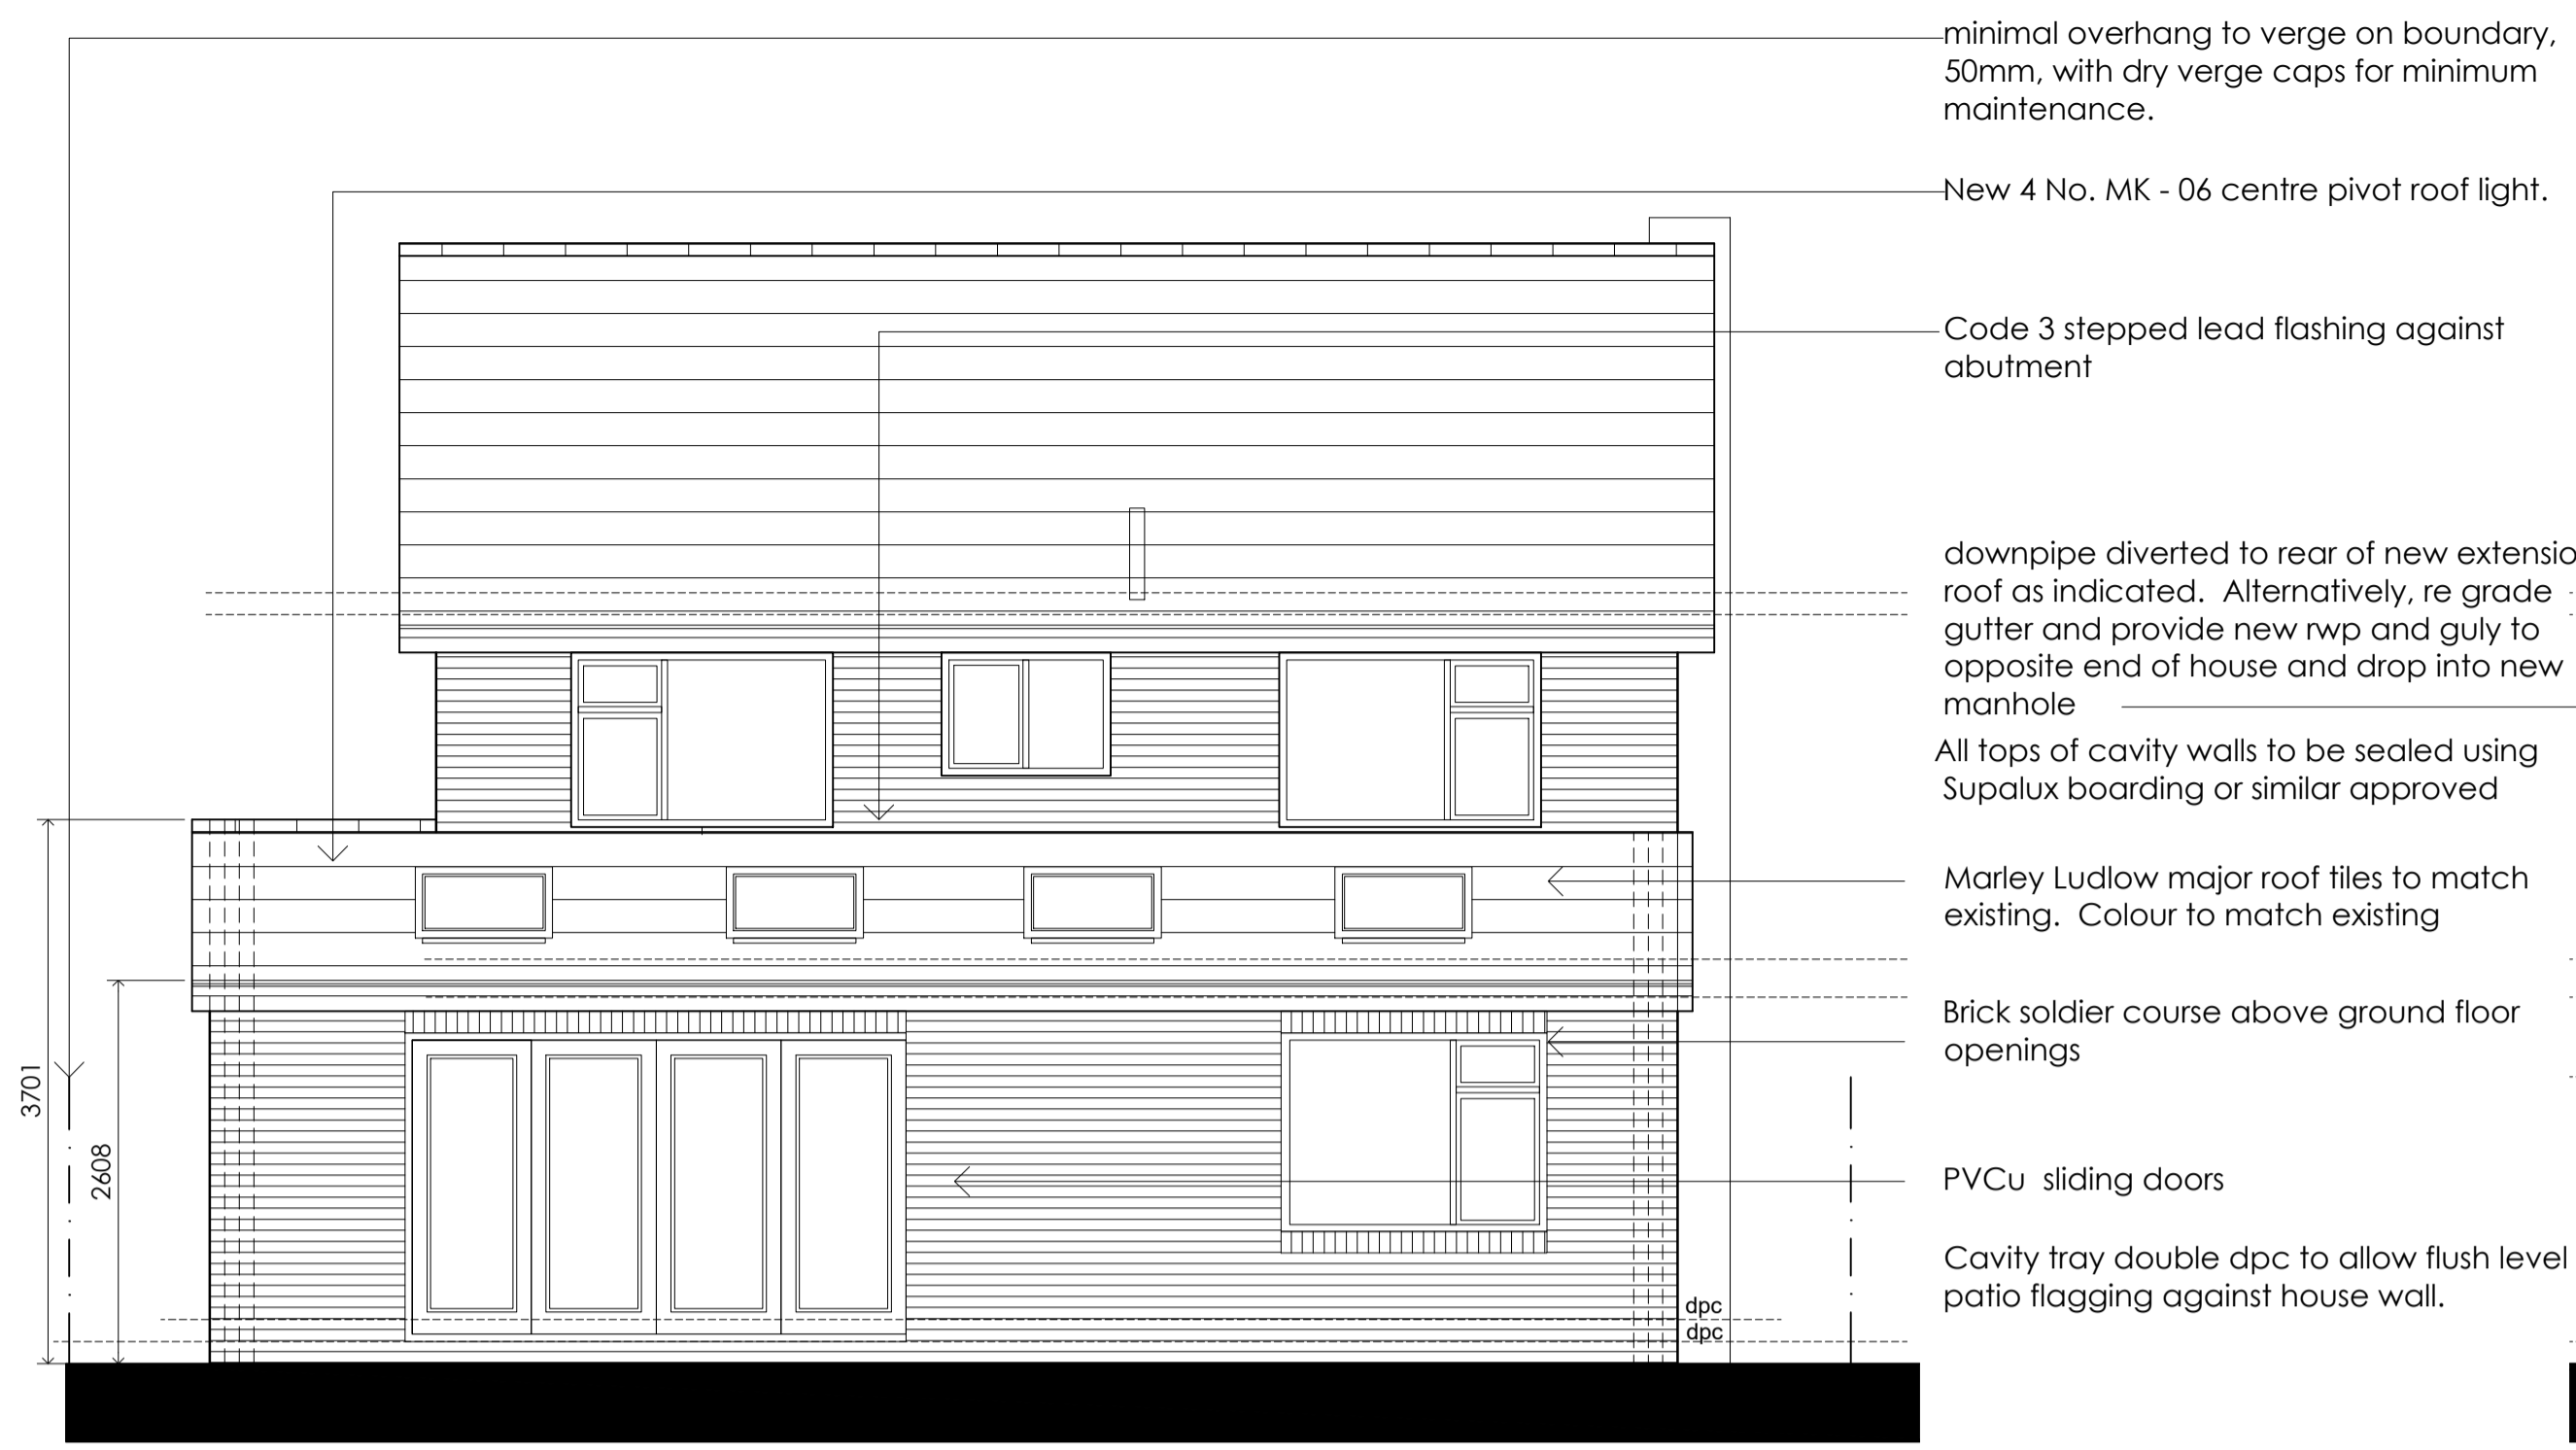 minimal overhang to verge on boundary,
50mm, with dry verge caps for minimum
maintenance.
New 4 No. MK - 06 centre pivot roof light.
Code 3 stepped lead flashing against
abutment
downpipe diverted to rear of new extensio
roof as indicated.  Alternatively, re grade
gutter and provide new rwp and guly to
opposite end of house and drop into new
manhole
All tops of cavity walls to be sealed using
Supalux boarding or similar approved
Marley Ludlow major roof tiles to match
existing.  Colour to match existing
Brick soldier course above ground floor
openings
PVCu  sliding doors
Cavity tray double dpc to allow flush level
patio flagging against house wall.
3701
2608
dpc
dpc